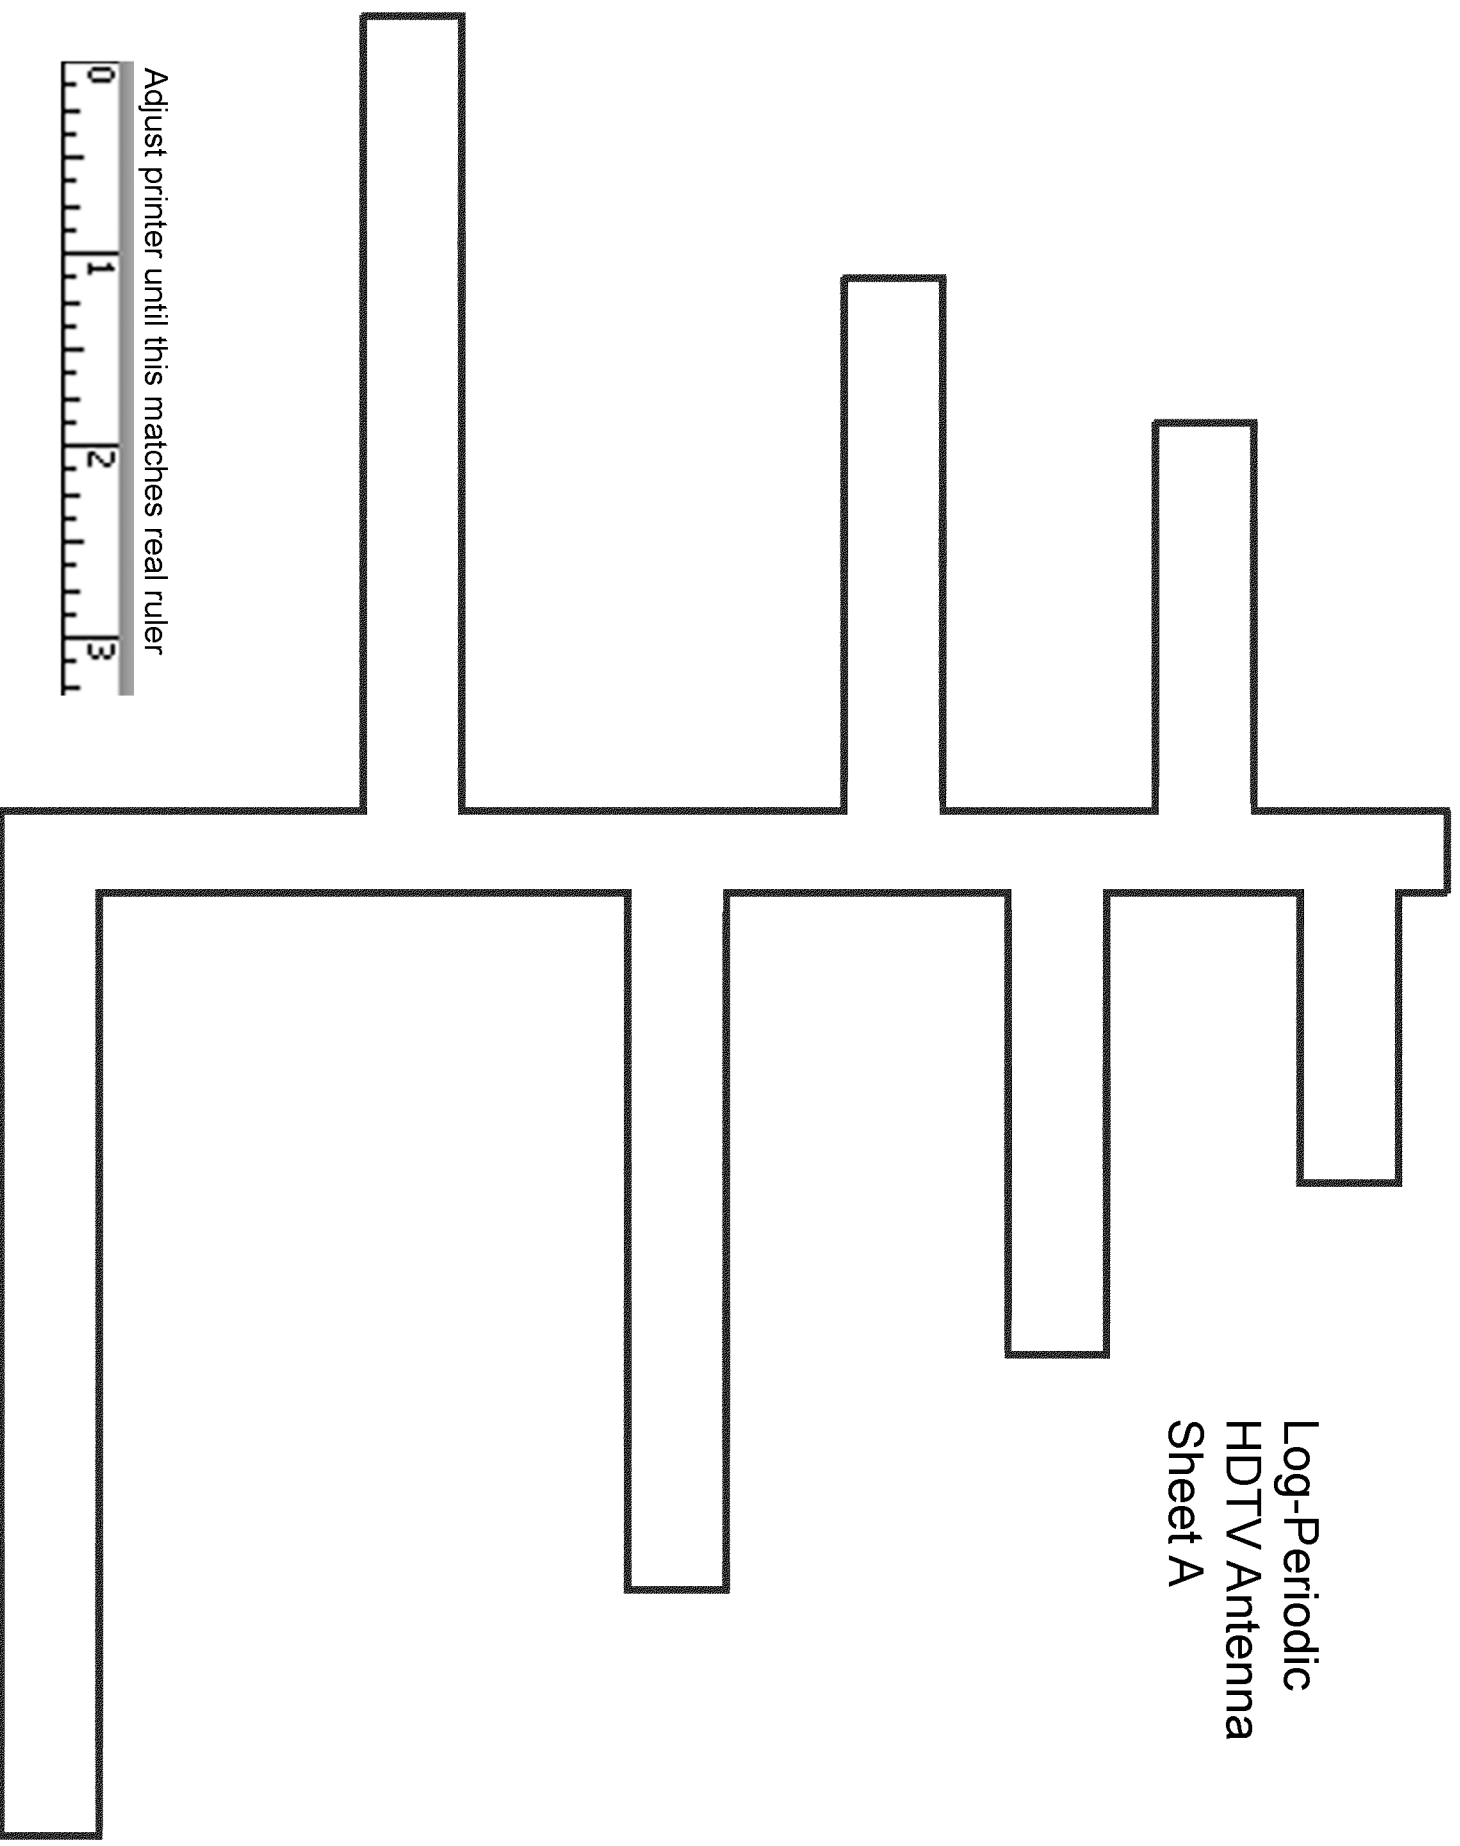 Log-Periodic
HDTV Antenna
Sheet A
Adjust printer until this matches real ruler
0 1 2 3